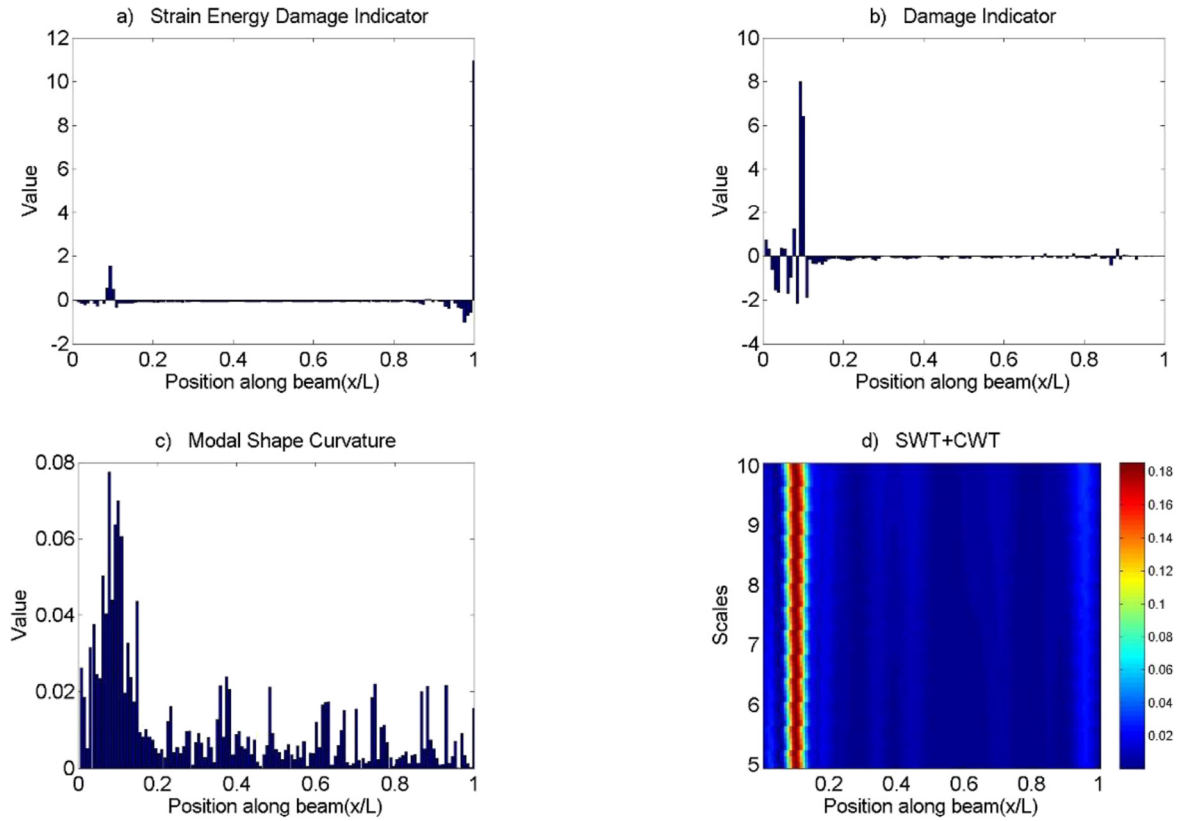 a) Strain Energy Damage Indicator
12
10
8
6
4
2
0
-2
Value
0 0.2 0.4 0.6 0.8 1
Position along beam(x/L)
b) Damage Indicator
10
8
6
4
2
0
-2
-4
Value
0 0.2 0.4 0.6 0.8 1
Position along beam(x/L)
c) Modal Shape Curvature
0.08
0.06
0.04
0.02
0
Value
0 0.2 0.4 0.6 0.8 1
Position along beam(x/L)
d) SWT+CWT
10
9
8
7
6
5
Scales
0.2 0.4 0.6 0.8 1
Position along beam(x/L)
0.18
0.16
0.14
0.12
0.1
0.08
0.06
0.04
0.02